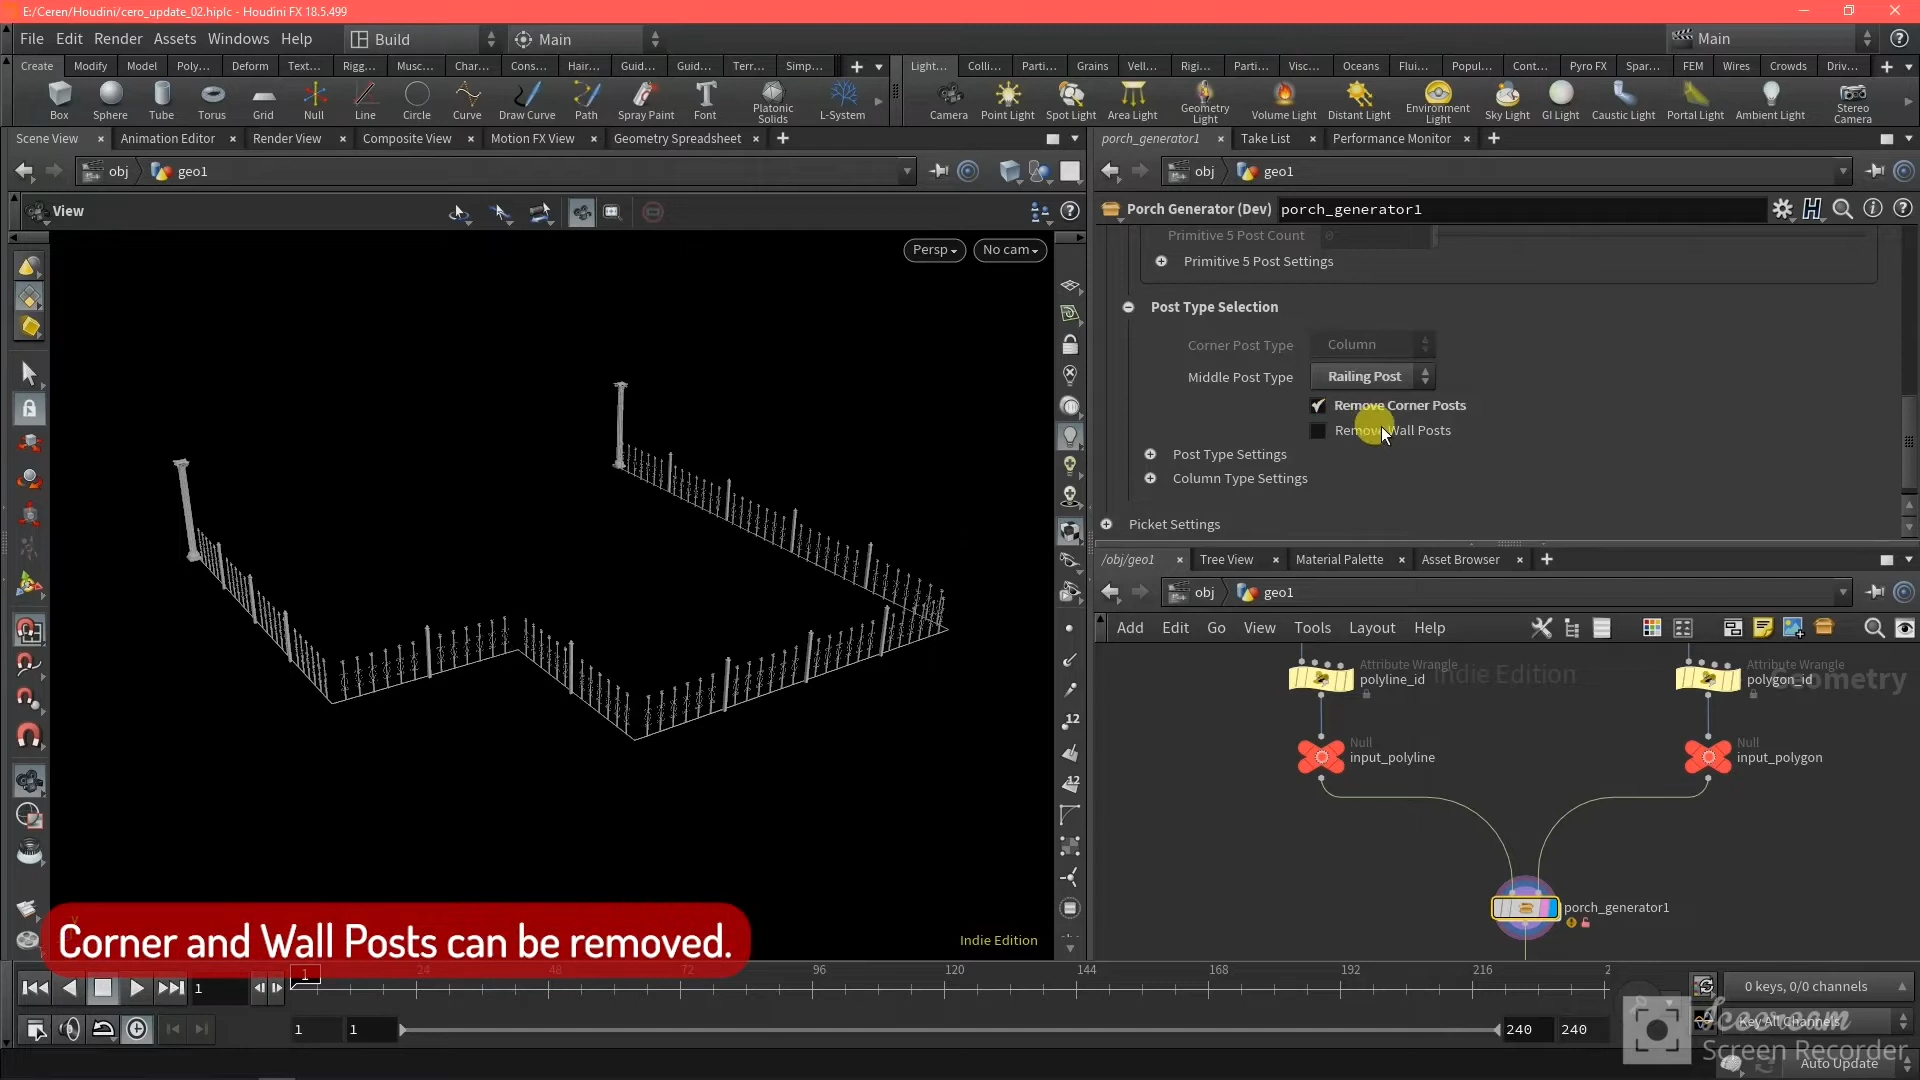 E:/Ceren/Houdini/cero_update_02.hiplc - Houdini FX 18.5.499
File Edit Render Assets Windows Help Build Main Main
Create Modify Model Poly... Deform Text... Rigg... Musc... Char... Cons... Hair... Guid... Guid... Terr... Simp... Light... Colli... Parti... Grains Vell... Rigi... Parti... Visc... Oceans Flui... Popul... Cont... Pyro FX Spar... FEM Wires Crowds Driv...
Box Sphere Tube Torus Grid Null Line Circle Curve Draw Curve Path Spray Paint Font Platonic Solids L-System Camera Point Light Spot Light Area Light Geometry Light Volume Light Distant Light Environment Light Sky Light GI Light Caustic Light Portal Light Ambient Light Stereo Camera
Scene View Animation Editor Render View Composite View Motion FX View Geometry Spreadsheet
obj geo1
View
Persp No cam
Indie Edition
porch_generator1 Take List Performance Monitor
obj geo1
Porch Generator (Dev) porch_generator1
Primitive 5 Post Count 0
Primitive 5 Post Settings
Post Type Selection
Corner Post Type Column
Middle Post Type Railing Post
Remove Corner Posts
Remove Wall Posts
Post Type Settings
Column Type Settings
Picket Settings
/obj/geo1 Tree View Material Palette Asset Browser
obj geo1
Add Edit Go View Tools Layout Help
Indie Edition
Geometry
Attribute Wrangle
polyline_id
Attribute Wrangle
polygon_id
Null
input_polyline
Null
input_polygon
porch_generator1
12
12
Corner and Wall Posts can be removed.
1 24 48 72 96 120 144 168 192 216 2
1
0 keys, 0/0 channels
1 1 240 240
Key All Channels
Auto Update
Icecream
Screen Recorder